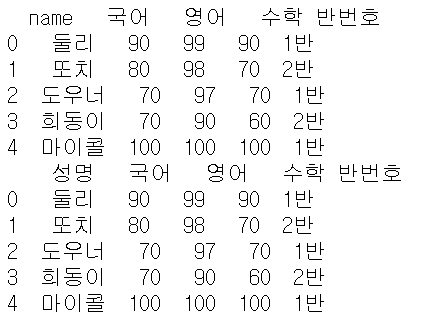 name 국어 영어 수학 반번호
0 둘리 90 99 90 1반
1 또치 80 98 70 2반
2 도우너 70 97 70 1반
3 희동이 70 90 60 2반
4 마이콜 100 100 100 1반
성명 국어 영어 수학 반번호
0 둘리 90 99 90 1반
1 또치 80 98 70 2반
2 도우너 70 97 70 1반
3 희동이 70 90 60 2반
4 마이콜 100 100 100 1반